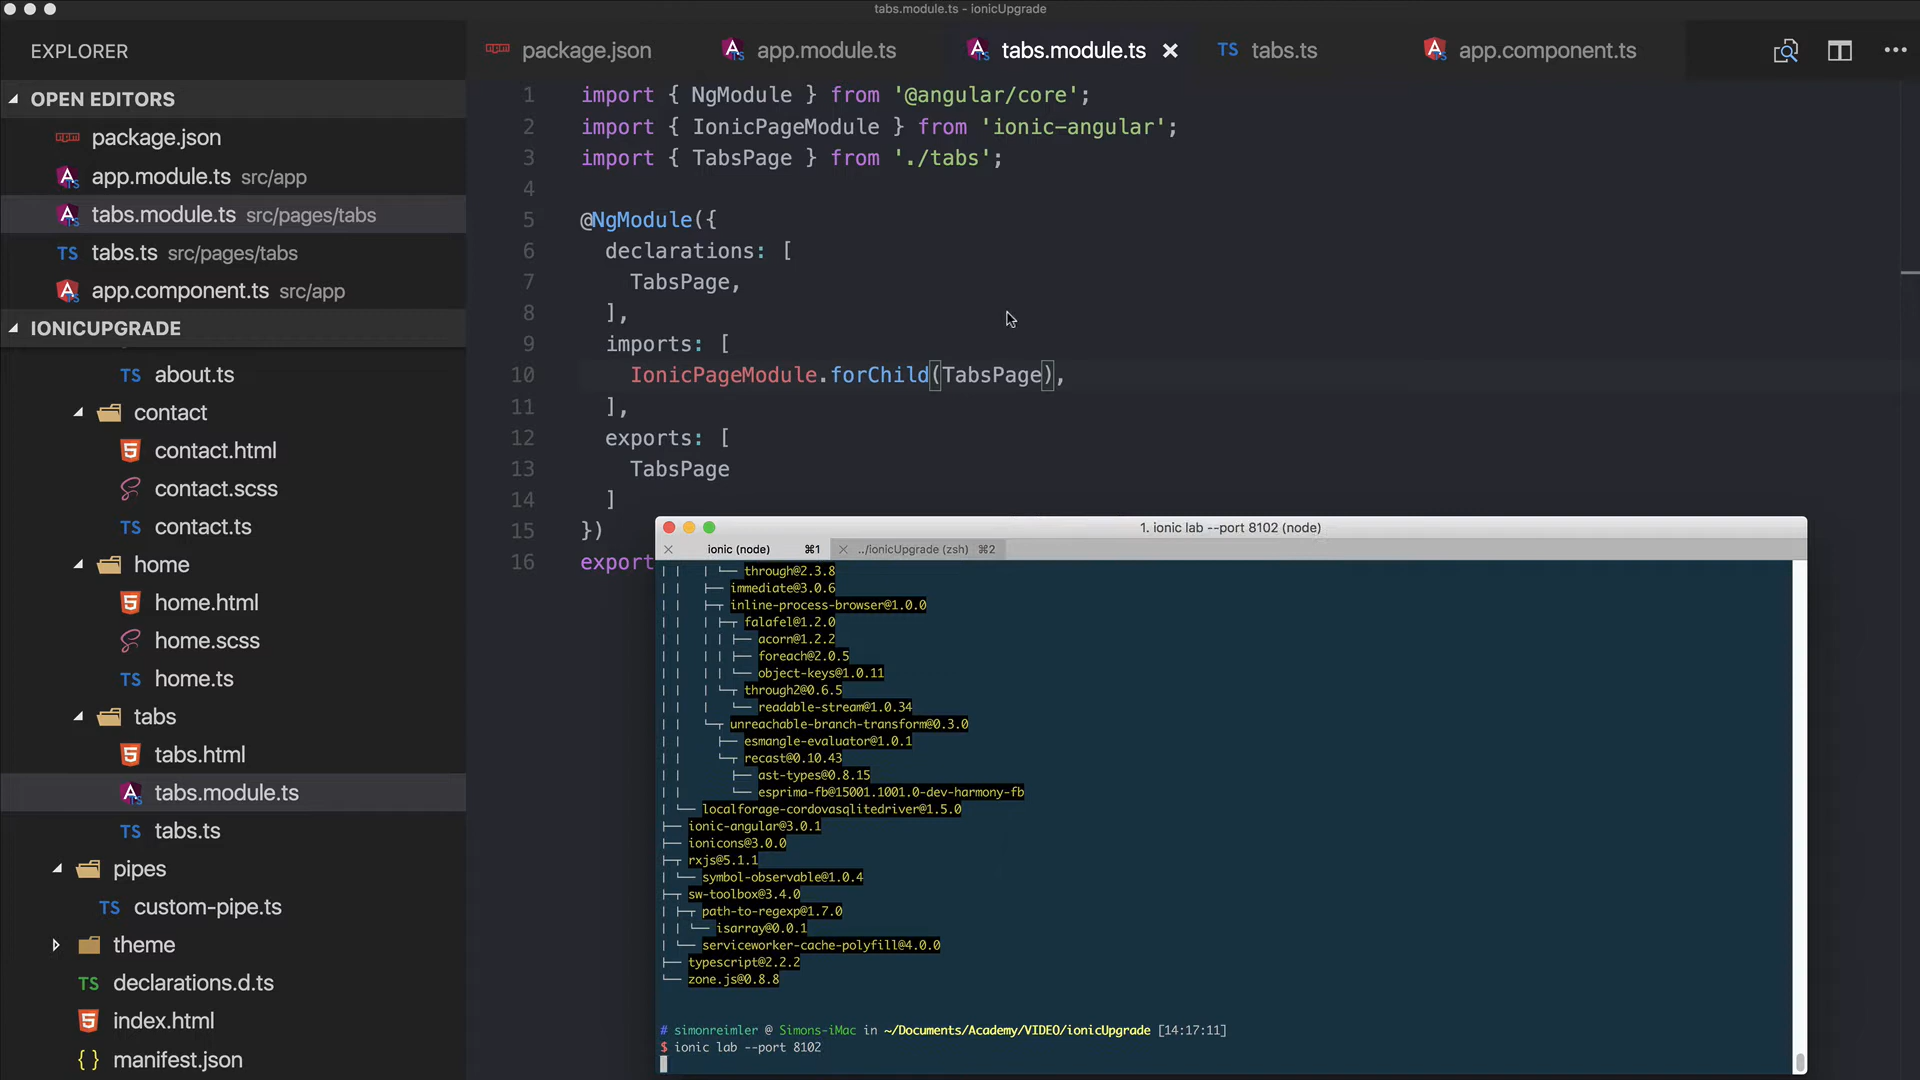 tabs.module.ts - ionicUpgrade
EXPLORER
OPEN EDITORS
package.json
app.module.ts src/app
tabs.module.ts src/pages/tabs
TS tabs.ts src/pages/tabs
app.component.ts src/app
IONICUPGRADE
TS about.ts
contact
contact.html
contact.scss
TS contact.ts
home
home.html
home.scss
TS home.ts
tabs
tabs.html
tabs.module.ts
TS tabs.ts
pipes
TS custom-pipe.ts
theme
TS declarations.d.ts
index.html
{ } manifest.json
package.json
app.module.ts
tabs.module.ts
TS tabs.ts
app.component.ts
1 import { NgModule } from '@angular/core';
2 import { IonicPageModule } from 'ionic-angular';
3 import { TabsPage } from './tabs';
4
5 @NgModule({
6 declarations: [
7 TabsPage,
8 ],
9 imports: [
10 IonicPageModule.forChild(TabsPage),
11 ],
12 exports: [
13 TabsPage
14 ]
15 })
16 export
1. ionic lab --port 8102 (node)
ionic (node) ⌘1
../ionicUpgrade (zsh) ⌘2
│ │   │ └── through@2.3.8
│ │   ├── immediate@3.0.6
│ │   ├─┬ inline-process-browser@1.0.0
│ │   │ ├─┬ falafel@1.2.0
│ │   │ │ ├── acorn@1.2.2
│ │   │ │ ├── foreach@2.0.5
│ │   │ │ └── object-keys@1.0.11
│ │   │ └─┬ through2@0.6.5
│ │   │   └── readable-stream@1.0.34
│ │   └─┬ unreachable-branch-transform@0.3.0
│ │     ├── esmangle-evaluator@1.0.1
│ │     └─┬ recast@0.10.43
│ │       ├── ast-types@0.8.15
│ │       └── esprima-fb@15001.1001.0-dev-harmony-fb
│ └── localforage-cordovasqlitedriver@1.5.0
├── ionic-angular@3.0.1
├── ionicons@3.0.0
├─┬ rxjs@5.1.1
│ └── symbol-observable@1.0.4
├─┬ sw-toolbox@3.4.0
│ ├─┬ path-to-regexp@1.7.0
│ │ └── isarray@0.0.1
│ └── serviceworker-cache-polyfill@4.0.0
├── typescript@2.2.2
└── zone.js@0.8.8
# simonreimler @ Simons-iMac in ~/Documents/Academy/VIDEO/ionicUpgrade [14:17:11]
$ ionic lab --port 8102